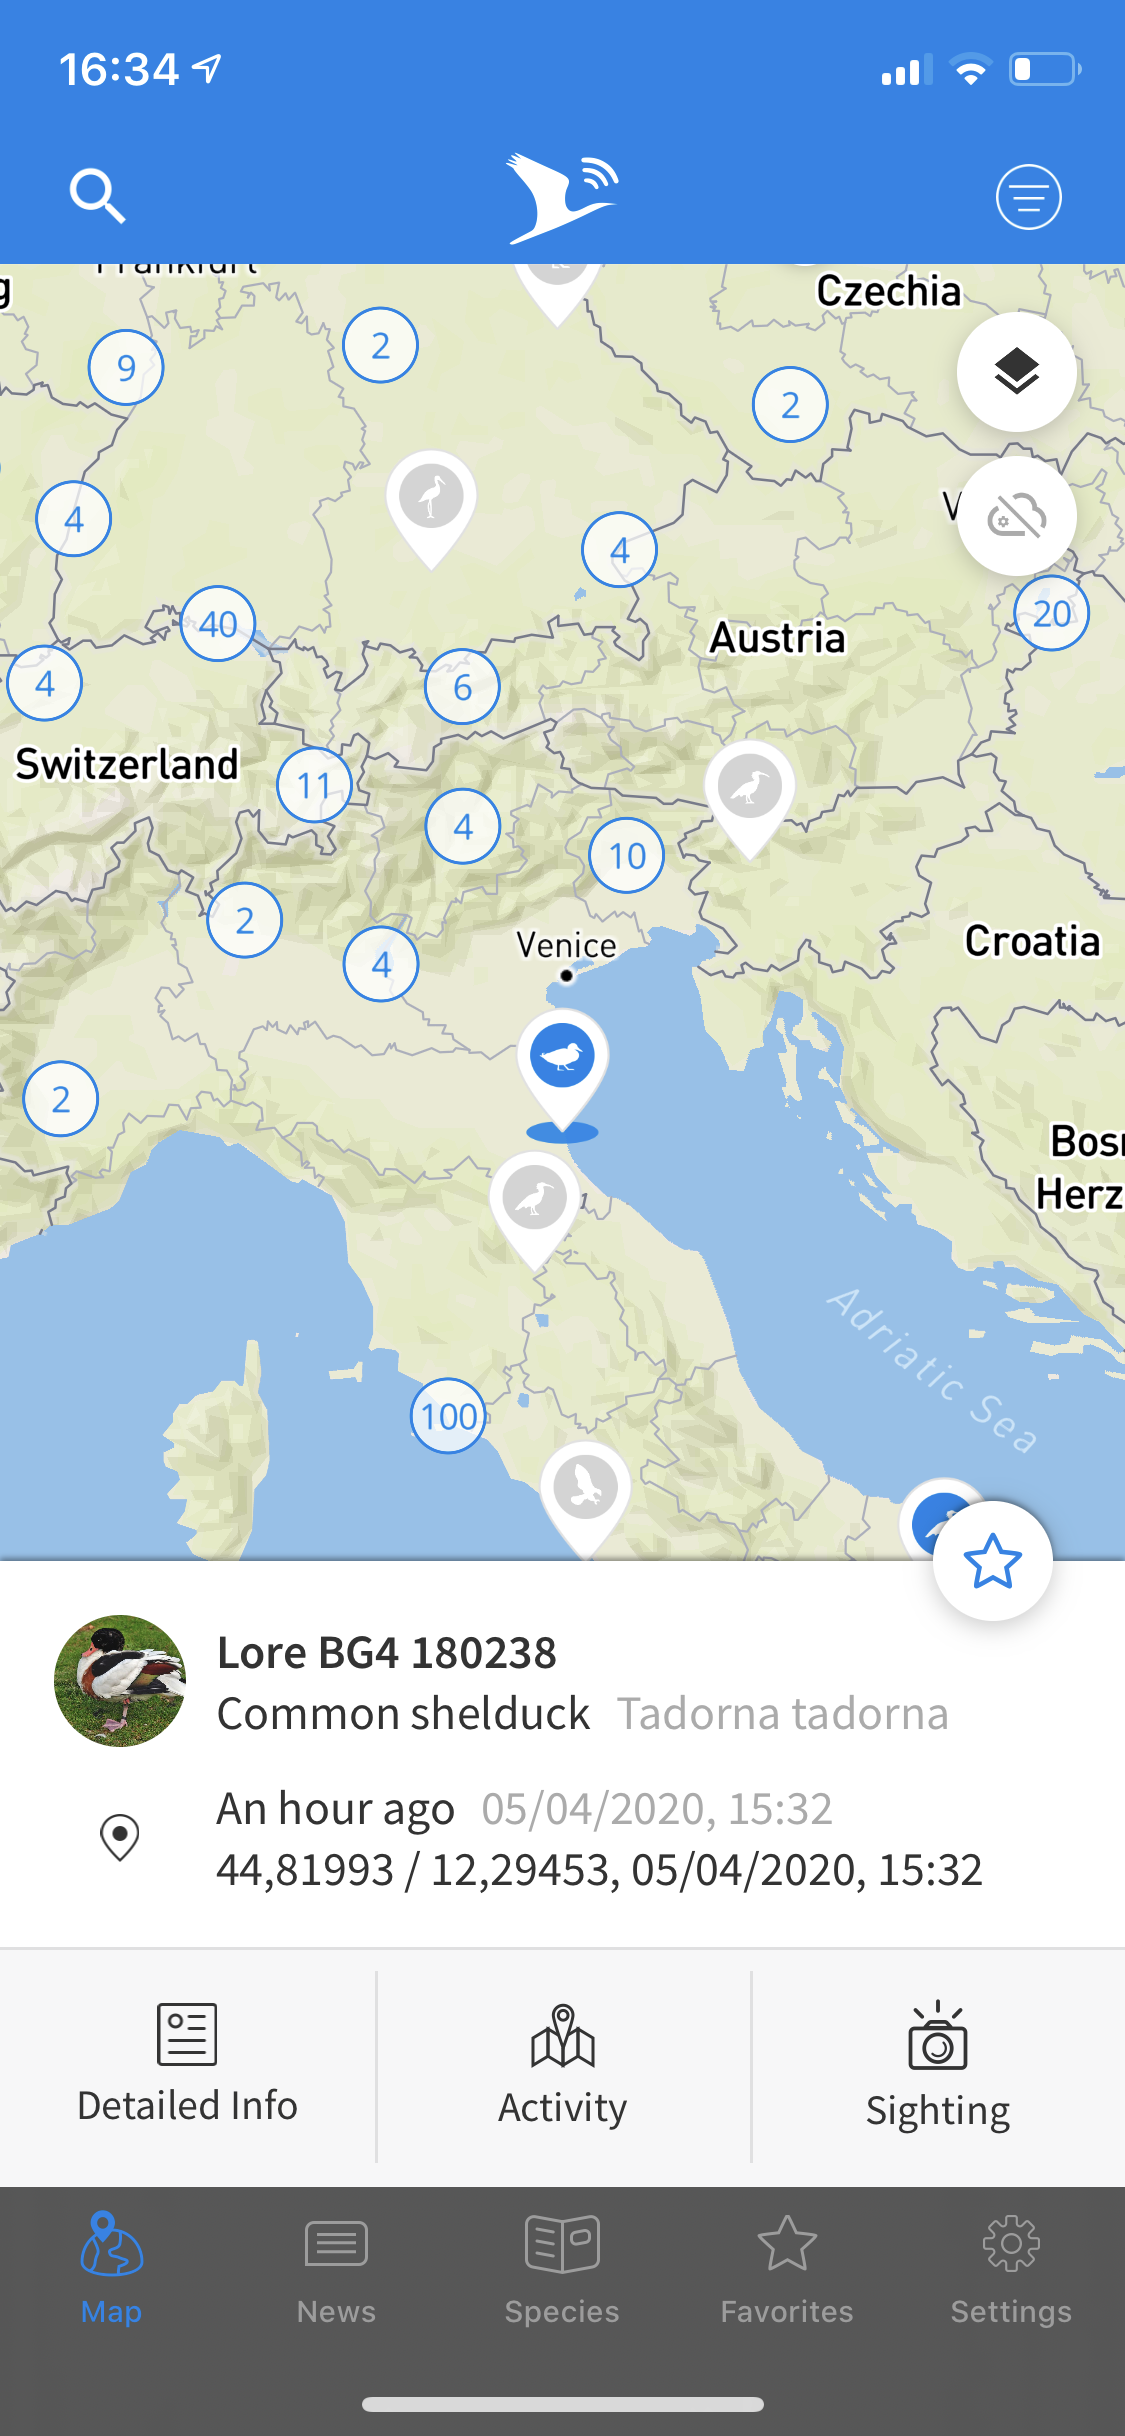 16:34
Frankfurt
Czechia
9
2
2
4
4
40
20
4
Austria
6
Switzerland
11
4
10
2
Venice
4
Croatia
2
100
Adriatic Sea
Lore BG4 180238
Common shelduck Tadorna tadorna
An hour ago 05/04/2020, 15:32
44,81993 / 12,29453, 05/04/2020, 15:32
Detailed Info
Activity
Sighting
Map
News
Species
Favorites
Settings